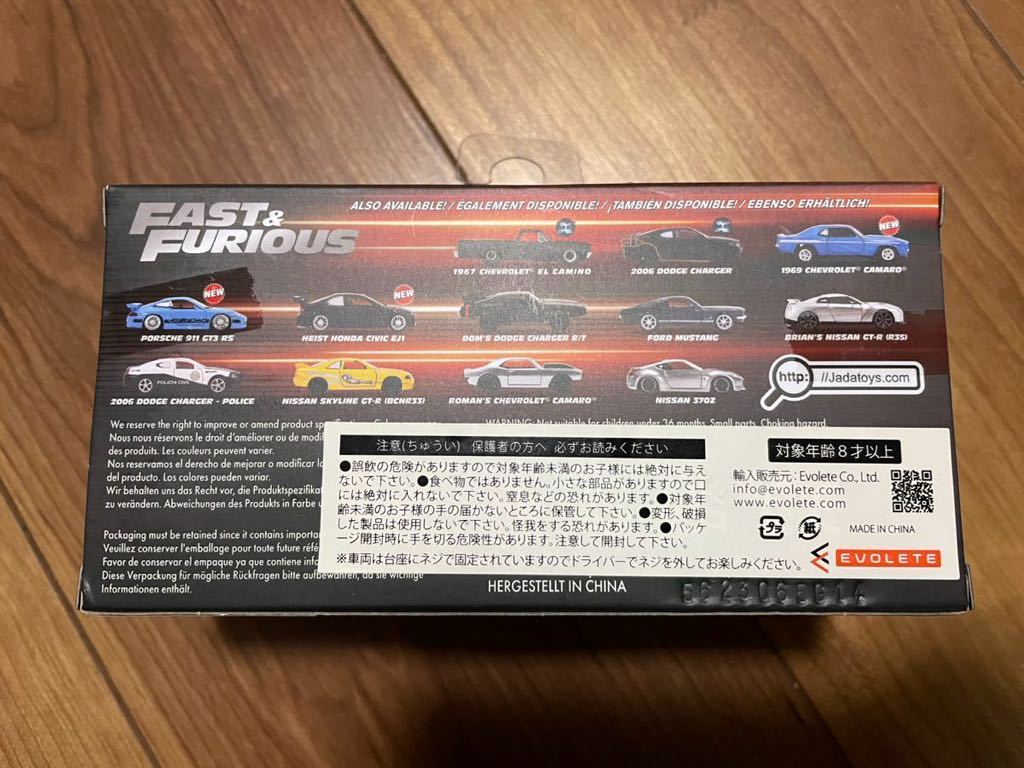 FAST &
FURIOUS
ALSO AVAILABLE! / ÉGALEMENT DISPONIBLE! / ¡TAMBIÉN DISPONIBLE! / EBENSO ERHÄLTLICH!
1967 CHEVROLET® EL CAMINO
2006 DODGE CHARGER
NEW
1969 CHEVROLET® CAMARO®
NEW
PORSCHE 911 GT3 RS
NEW
HEIST HONDA CIVIC EJ1
DOM'S DODGE CHARGER R/T
FORD MUSTANG
BRIAN'S NISSAN GT-R (R35)
2006 DODGE CHARGER - POLICE
NISSAN SKYLINE GT-R (BCNR33)
ROMAN'S CHEVROLET® CAMARO®
NISSAN 370Z
http: //Jadatoys.com
We reserve the right to improve or amend product
Nous nous réservons le droit d'améliorer ou de
des produits. Les couleurs peuvent varier.
Nos reservamos el derecho de mejorar o modificar
del producto. Los colores pueden variar.
Wir behalten uns das Recht vor, die
zu verändern. Abweichungen des Produkts in Farbe
Packaging must be retained since it contains
Veuillez conserver l'emballage pour toute future
Favor de conservar el empaque ya que contiene
Diese Verpackung für mögliche Rückfragen bitte aufbewahren, da sie wichtige
Informationen enthält.
WARNING: Not suitable for children under 36 months. Small parts. Choking hazard.
注意(ちゅうい) 保護者の方へ 必ずお読みください
●誤飲の危険がありますので対象年齢未満のお子様には絶対に与え
ないで下さい。●食べ物ではありません。小さな部品がありますので口
には絶対に入れないで下さい。窒息などの恐れがあります。●対象年
齢未満のお子様の手の届かないところに保管して下さい。●変形、破損
した製品は使用しないで下さい。怪我をする恐れがあります。●パッケ
ージ開封時に手を切る危険性があります。注意して開封して下さい。
※車両は台座にネジで固定されていますのでドライバーでネジを外してお楽しみください。
対象年齢8才以上
輸入販売元:Evolete Co., Ltd.
info@evolete.com
www.evolete.com
プラ
紙
MADE IN CHINA
EVOLETE
HERGESTELLT IN CHINA